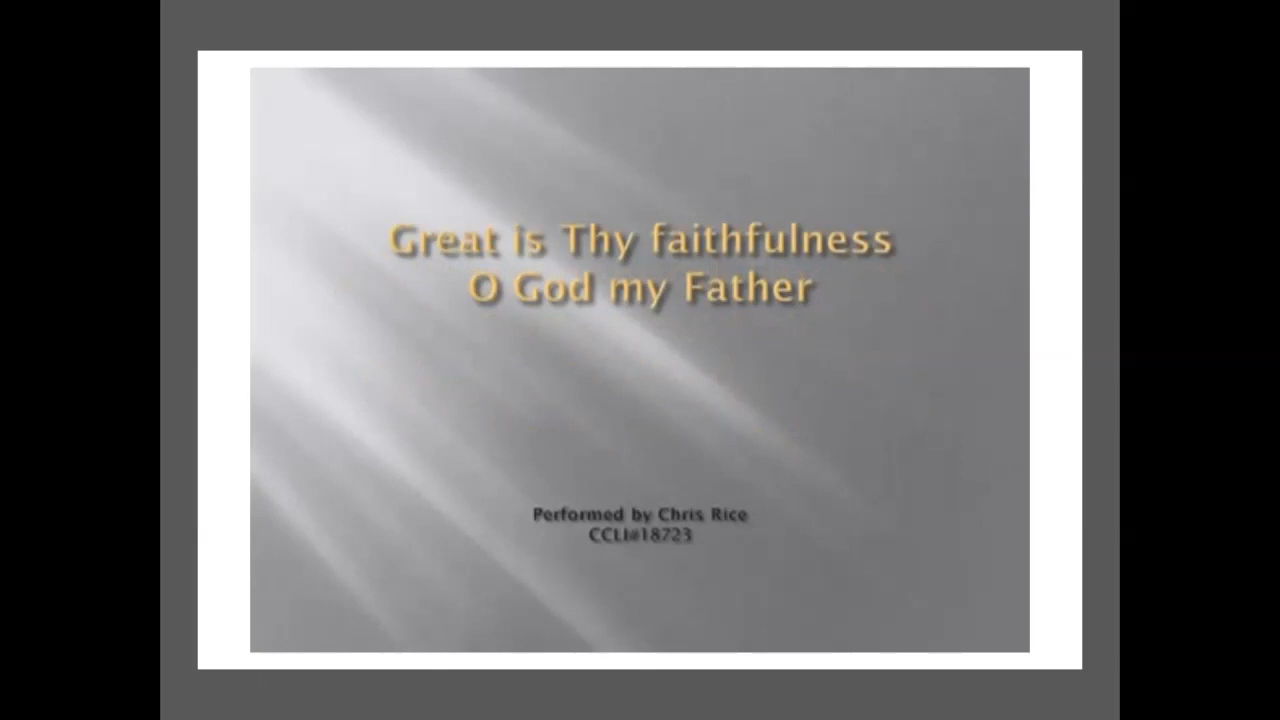 Great is Thy faithfulness
O God my Father
Performed by Chris Rice
CCLI#18723